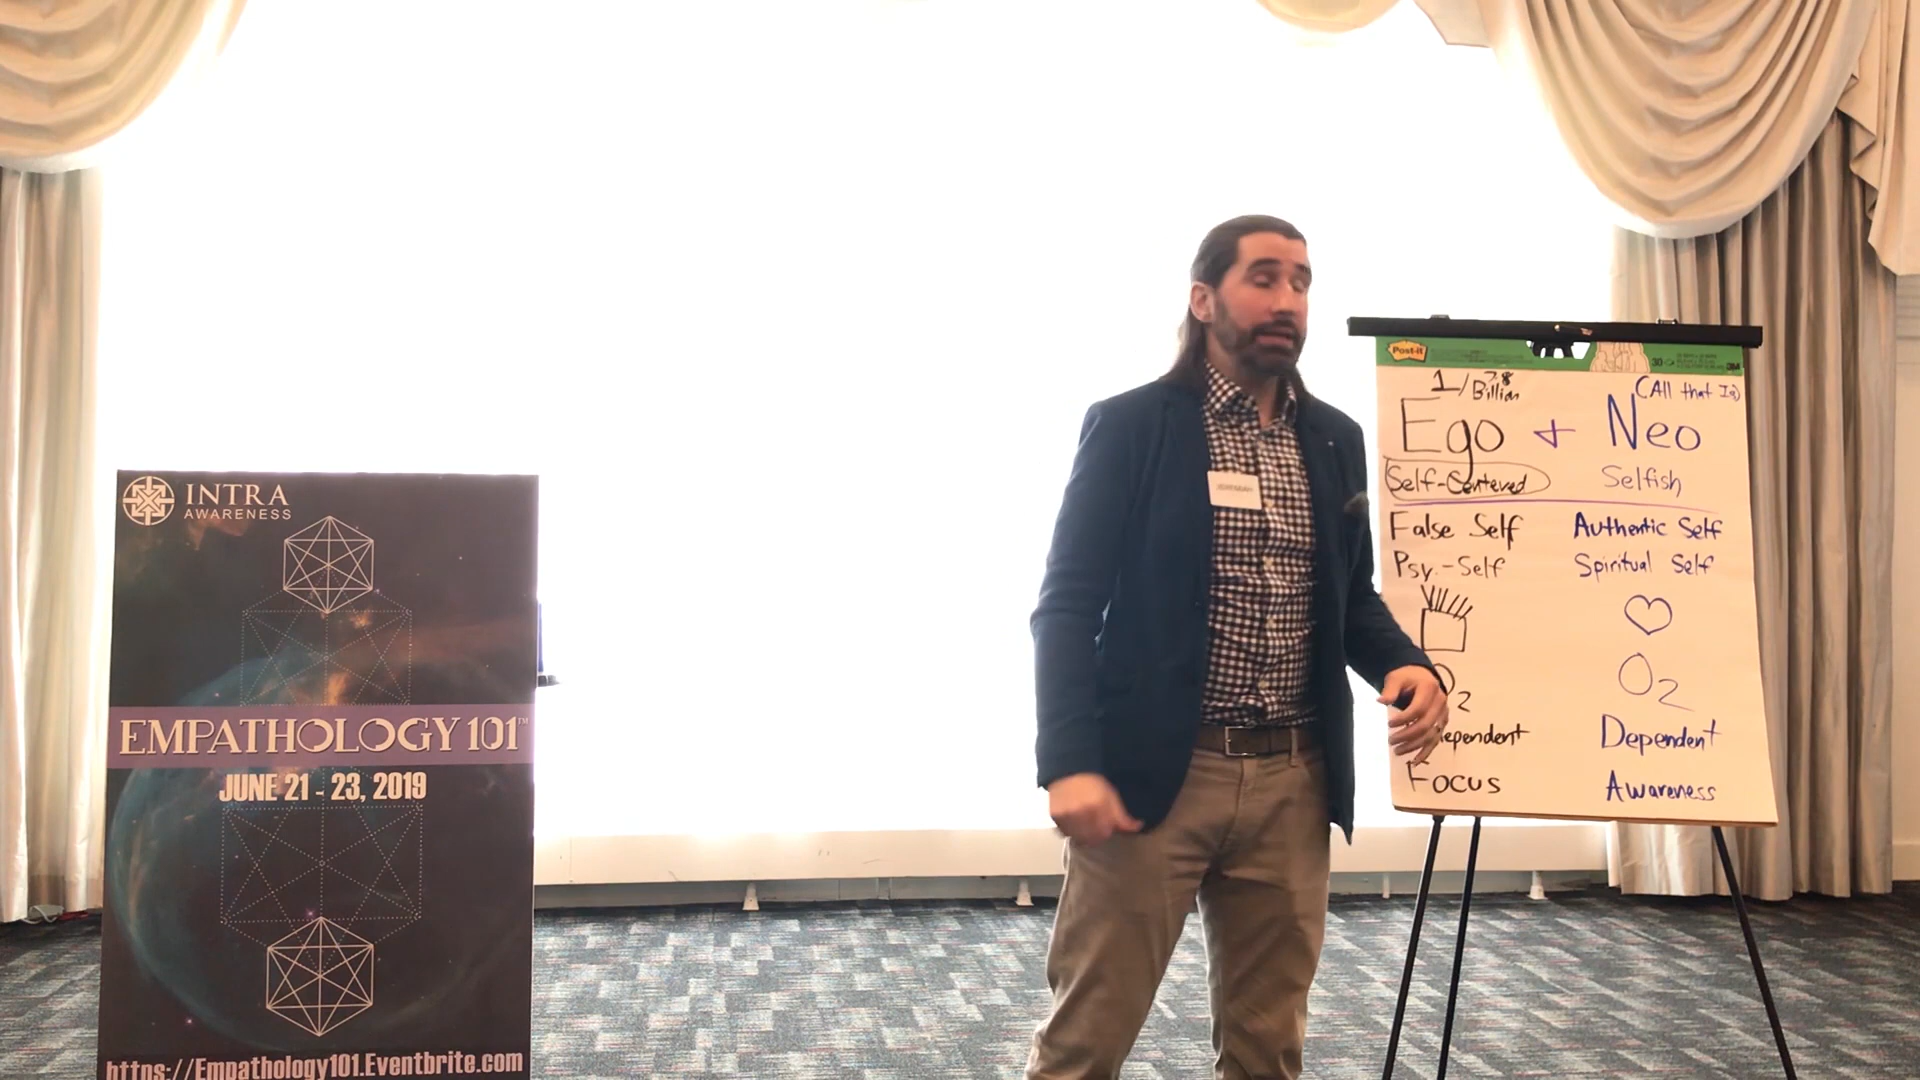 INTRA
AWARENESS
EMPATHOLOGY 101™
JUNE 21 - 23, 2019
https://Empathology101.Eventbrite.com
Post-it
30
3M
1/7.8 Billion
(All that Is)
Ego + Neo
Self-Centered
Selfish
False Self
Authentic Self
Psy.-Self
Spiritual Self
O2
Dependent
Focus
Awareness